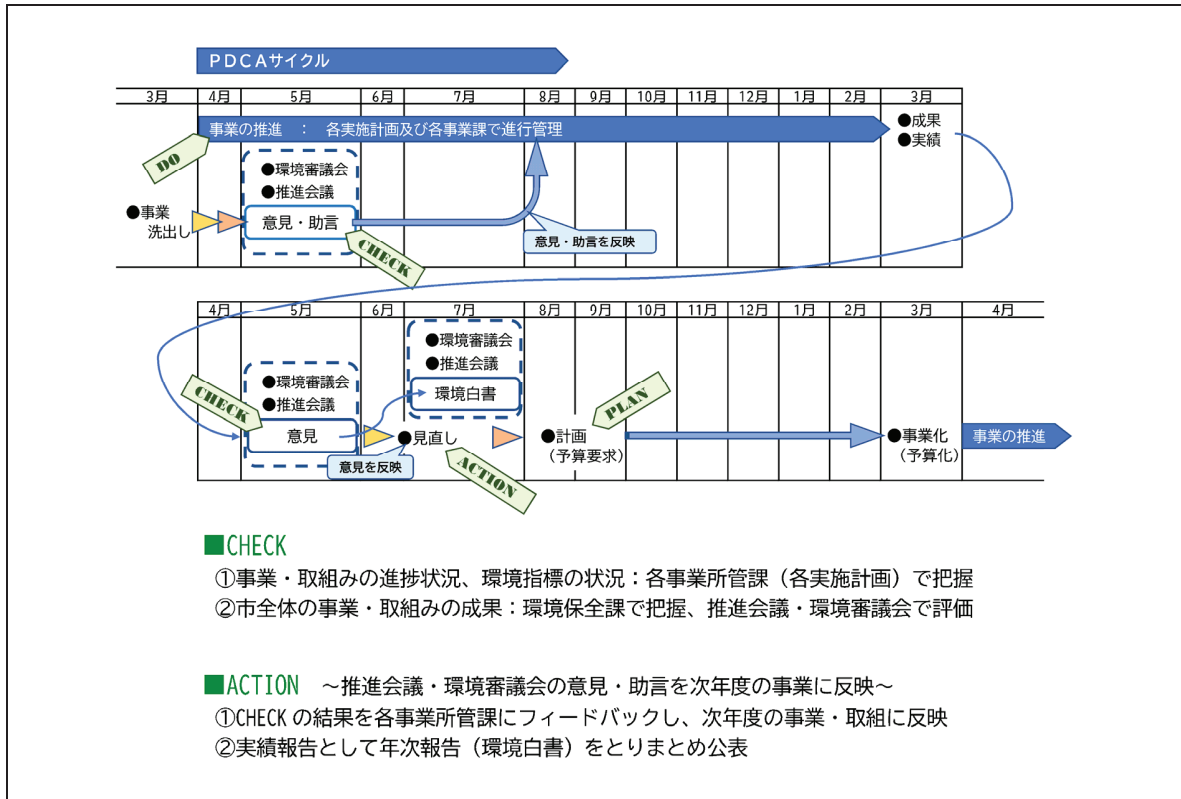 PDCAサイクル
3月 4月 5月 6月 7月 8月 9月 10月 11月 12月 1月 2月 3月
事業の推進 ： 各実施計画及び各事業課で進行管理
●成果
●実績
DO
●環境審議会
●推進会議
意見・助言
●事業
洗出し
CHECK
意見・助言を反映
4月 5月 6月 7月 8月 9月 10月 11月 12月 1月 2月 3月 4月
●環境審議会
●推進会議
環境白書
CHECK
●環境審議会
●推進会議
意見
意見を反映
●見直し
ACTION
●計画
（予算要求）
PLAN
●事業化
（予算化）
事業の推進
■CHECK
①事業・取組みの進捗状況、環境指標の状況：各事業所管課（各実施計画）で把握
②市全体の事業・取組みの成果：環境保全課で把握、推進会議・環境審議会で評価
■ACTION ～推進会議・環境審議会の意見・助言を次年度の事業に反映～
①CHECKの結果を各事業所管課にフィードバックし、次年度の事業・取組に反映
②実績報告として年次報告（環境白書）をとりまとめ公表